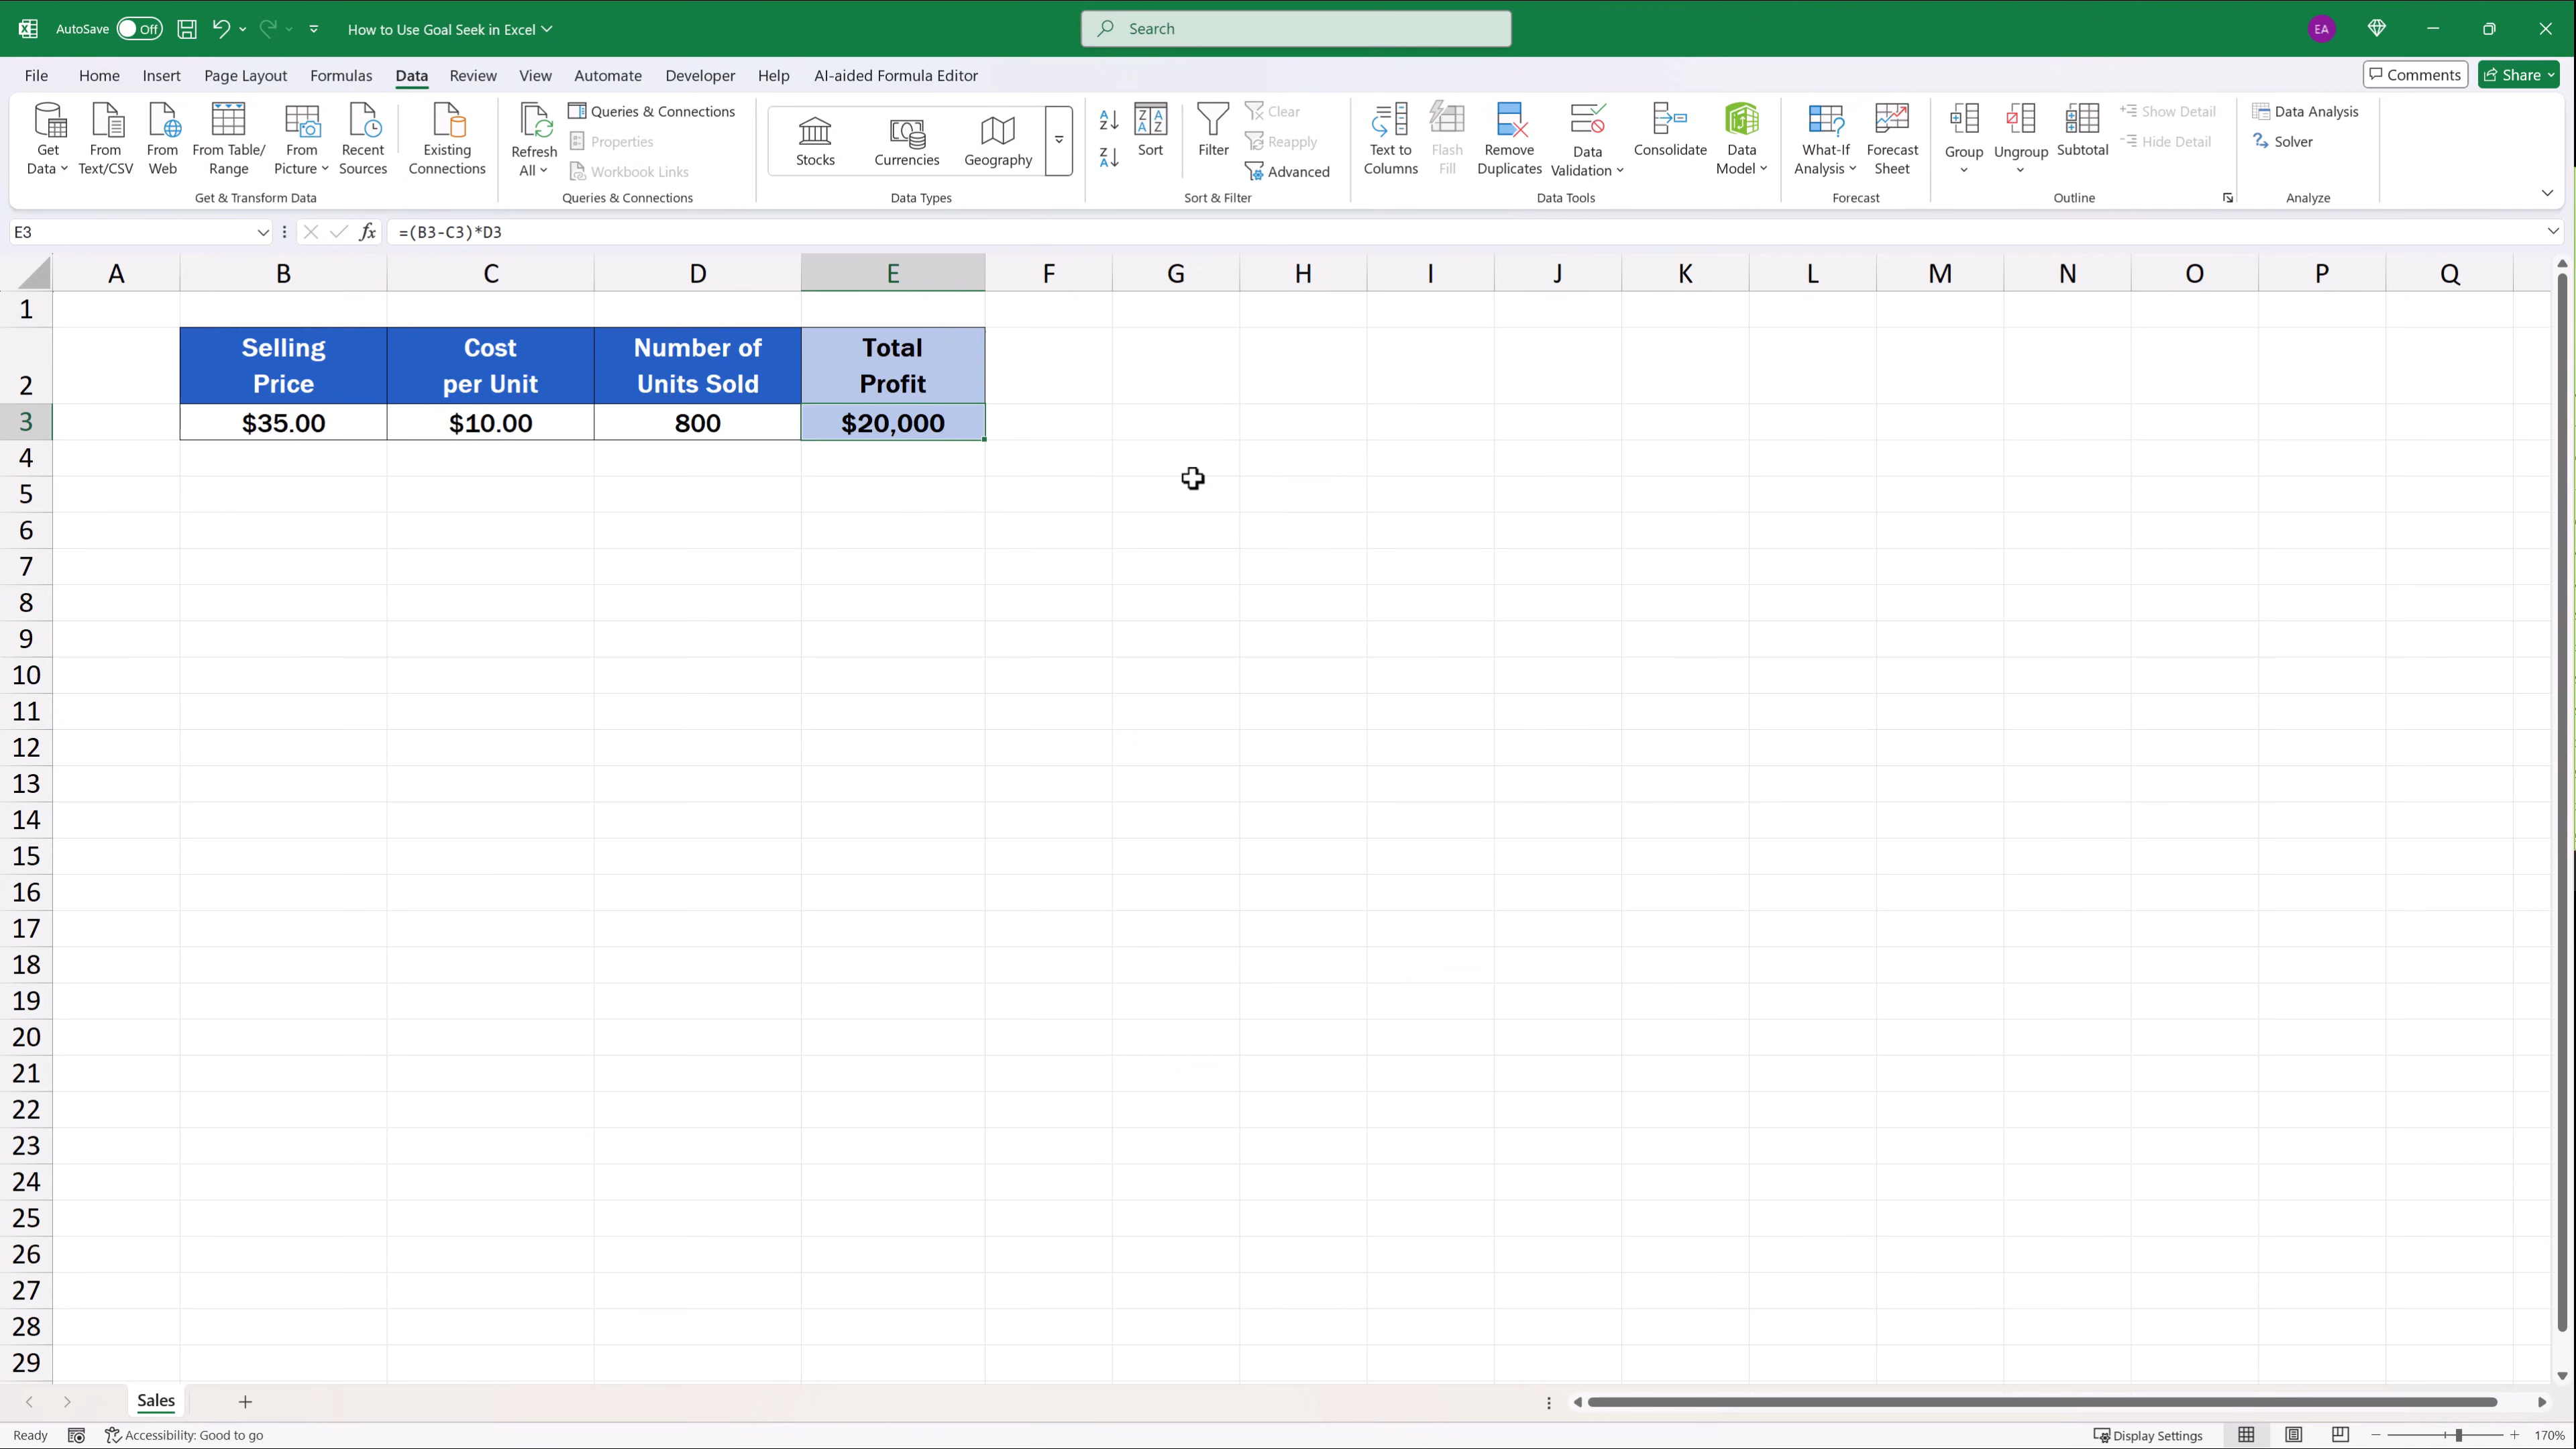 AutoSave Off How to Use Goal Seek in Excel Search EA
File Home Insert Page Layout Formulas Data Review View Automate Developer Help AI-aided Formula Editor Comments Share
Get Data
From Text/CSV
From Web
From Table/ Range
From Picture
Recent Sources
Existing Connections
Get & Transform Data
Refresh All
Queries & Connections
Properties
Workbook Links
Queries & Connections
Stocks
Currencies
Geography
Data Types
Sort
Filter
Clear
Reapply
Advanced
Sort & Filter
Text to Columns
Flash Fill
Remove Duplicates
Data Validation
Consolidate
Data Model
Data Tools
What-If Analysis
Forecast Sheet
Forecast
Group
Ungroup
Subtotal
Show Detail
Hide Detail
Outline
Data Analysis
Solver
Analyze
E3 fx =(B3-C3)*D3
A B C D E F G H I J K L M N O P Q
1
Selling Cost Number of Total
2 Price per Unit Units Sold Profit
3 $35.00 $10.00 800 $20,000
4
5
6
7
8
9
10
11
12
13
14
15
16
17
18
19
20
21
22
23
24
25
26
27
28
29
Sales
Ready Accessibility: Good to go Display Settings 170%